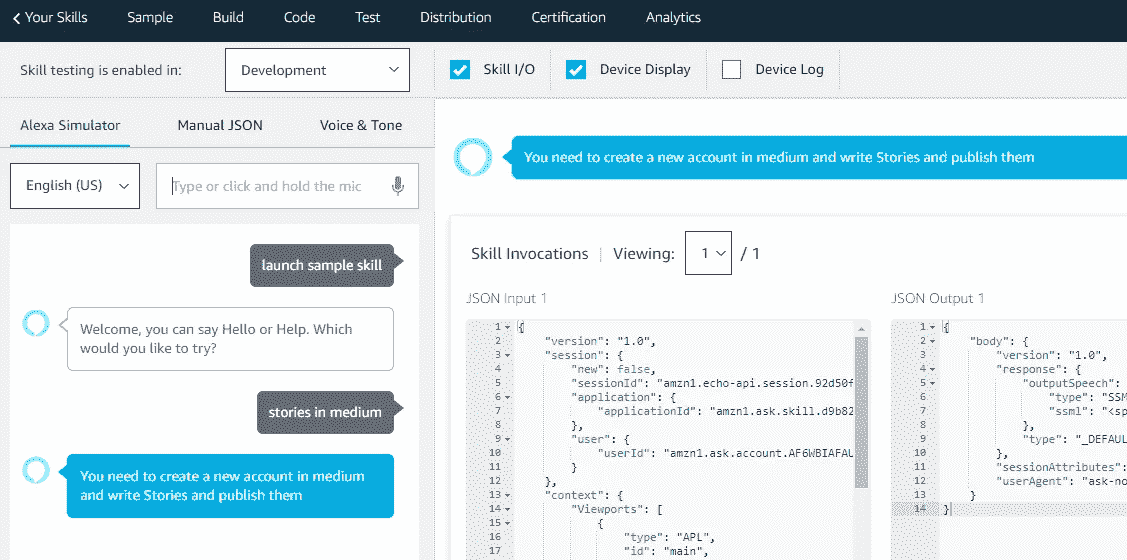 Your Skills Sample Build Code Test Distribution Certification Analytics
Skill testing is enabled in: Development Skill I/O Device Display Device Log
Alexa Simulator Manual JSON Voice & Tone
English (US) Type or click and hold the mic
You need to create a new account in medium and write Stories and publish them
launch sample skill
Welcome, you can say Hello or Help. Which
would you like to try?
stories in medium
You need to create a new account in medium
and write Stories and publish them
Skill Invocations | Viewing: 1 / 1
JSON Input 1
1 {
2 "version": "1.0",
3 "session": {
4 "new": false,
5 "sessionId": "amzn1.echo-api.session.92d50f
6 "application": {
7 "applicationId": "amzn1.ask.skill.d9b82
8 },
9 "user": {
10 "userId": "amzn1.ask.account.AF6WBIAFAU
11 }
12 },
13 "context": {
14 "Viewports": [
15 {
16 "type": "APL",
17 "id": "main",
JSON Output 1
1 {
2 "body": {
3 "version": "1.0",
4 "response": {
5 "outputSpeech":
6 "type": "SSM
7 "ssml": "<sp
8 },
9 "type": "_DEFAUL
10 },
11 "sessionAttributes":
12 "userAgent": "ask-no
13 }
14 }